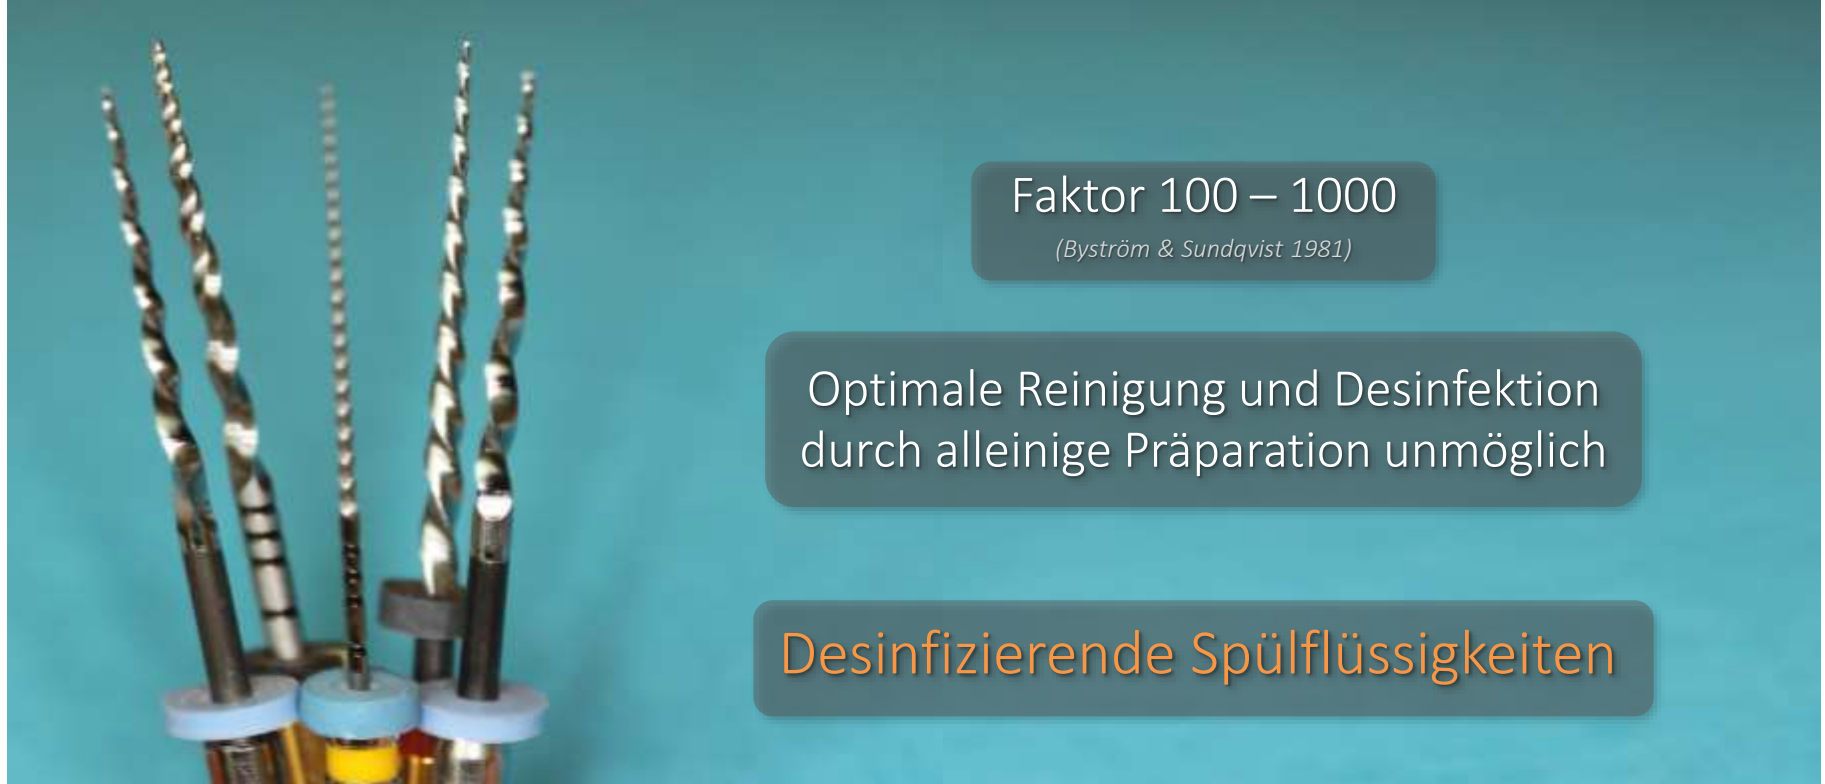 Faktor 100 – 1000
(Byström & Sundqvist 1981)
Optimale Reinigung und Desinfektion
durch alleinige Präparation unmöglich
Desinfizierende Spülflüssigkeiten